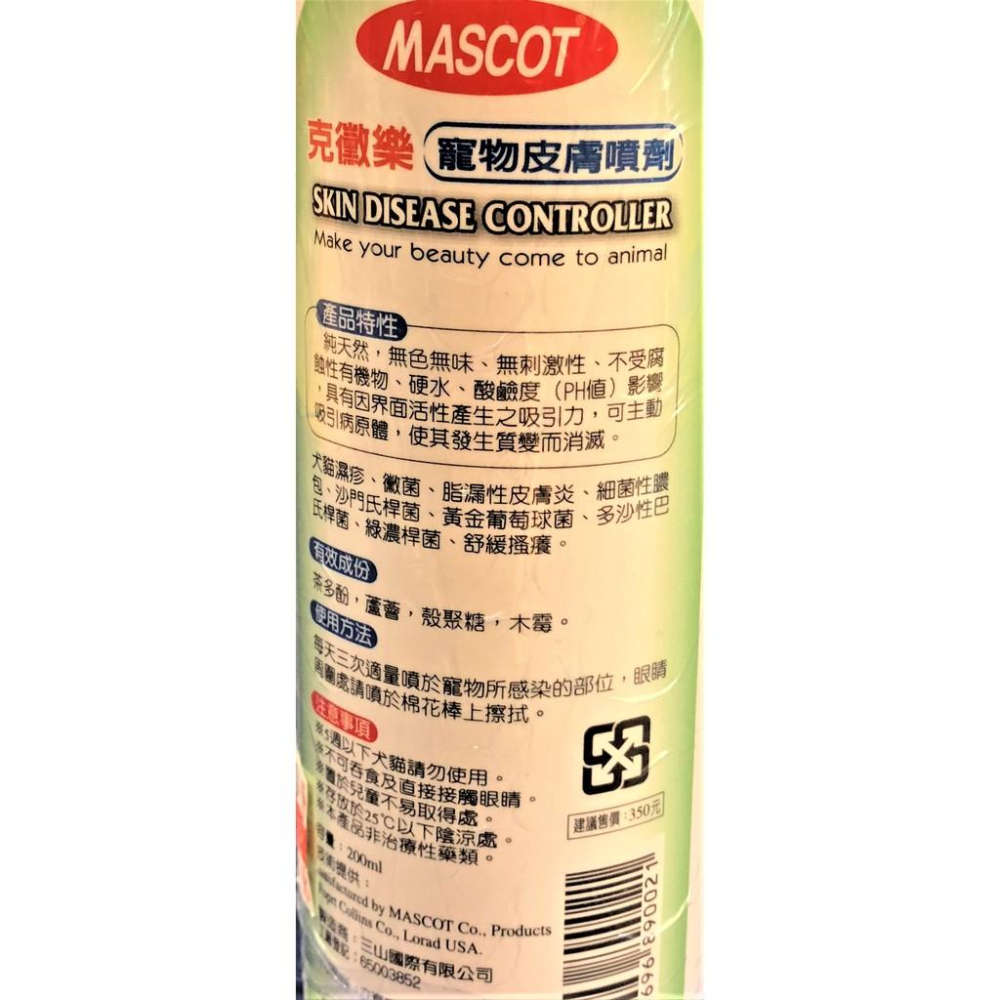 MASCOT
克黴樂 寵物皮膚噴劑
SKIN DISEASE CONTROLLER
Make your beauty come to animal
產品特性
純天然，無色無味、無刺激性、不受腐
蝕性有機物、硬水、酸鹼度（PH值）影響
，具有因界面活性產生之吸引力，可主動
吸引病原體，使其發生質變而消滅。
犬貓濕疹、黴菌、脂漏性皮膚炎、細菌性膿
包、沙門氏桿菌、黃金葡萄球菌、多沙性巴
氏桿菌、綠濃桿菌、舒緩搔癢。
有效成份
茶多酚，蘆薈，殼聚糖，木霉。
使用方法
每天三次適量噴於寵物所感染的部位，眼睛
周圍處請噴於棉花棒上擦拭。
注意事項
※5週以下犬貓請勿使用。
※不可吞食及直接接觸眼睛。
※置於兒童不易取得處。
※存放於25℃以下陰涼處。
※本產品非治療性藥類。
建議售價：350元
容量：200ml
技術提供：
Manufactured by MASCOT Co., Products
Collins Co., Lorad USA.
製造商：三山國際有限公司
65003852